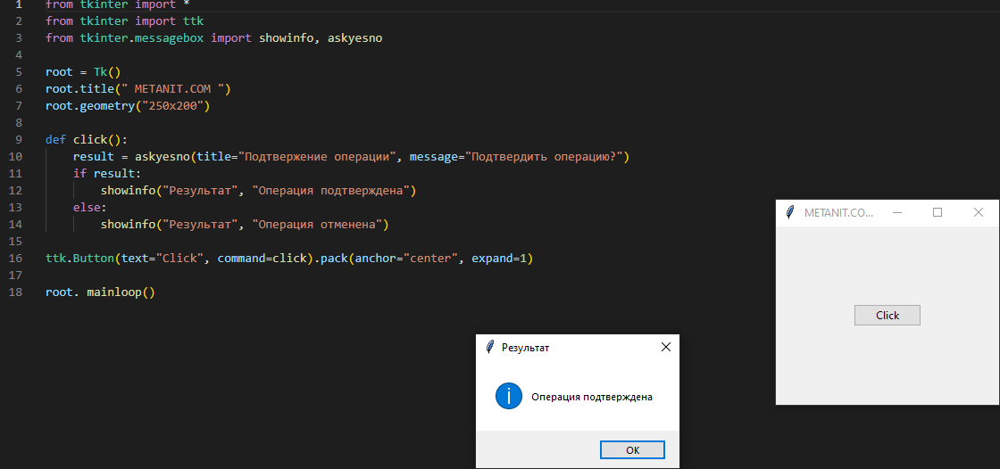 1 from tkinter import *
2 from tkinter import ttk
3 from tkinter.messagebox import showinfo, askyesno
4
5 root = Tk()
6 root.title(" METANIT.COM ")
7 root.geometry("250x200")
8
9 def click():
10 result = askyesno(title="Подтвержение операции", message="Подтвердить операцию?")
11 if result:
12 showinfo("Результат", "Операция подтверждена")
13 else:
14 showinfo("Результат", "Операция отменена")
15
16 ttk.Button(text="Click", command=click).pack(anchor="center", expand=1)
17
18 root. mainloop()
METANIT.CO...
Click
Результат
Операция подтверждена
OK